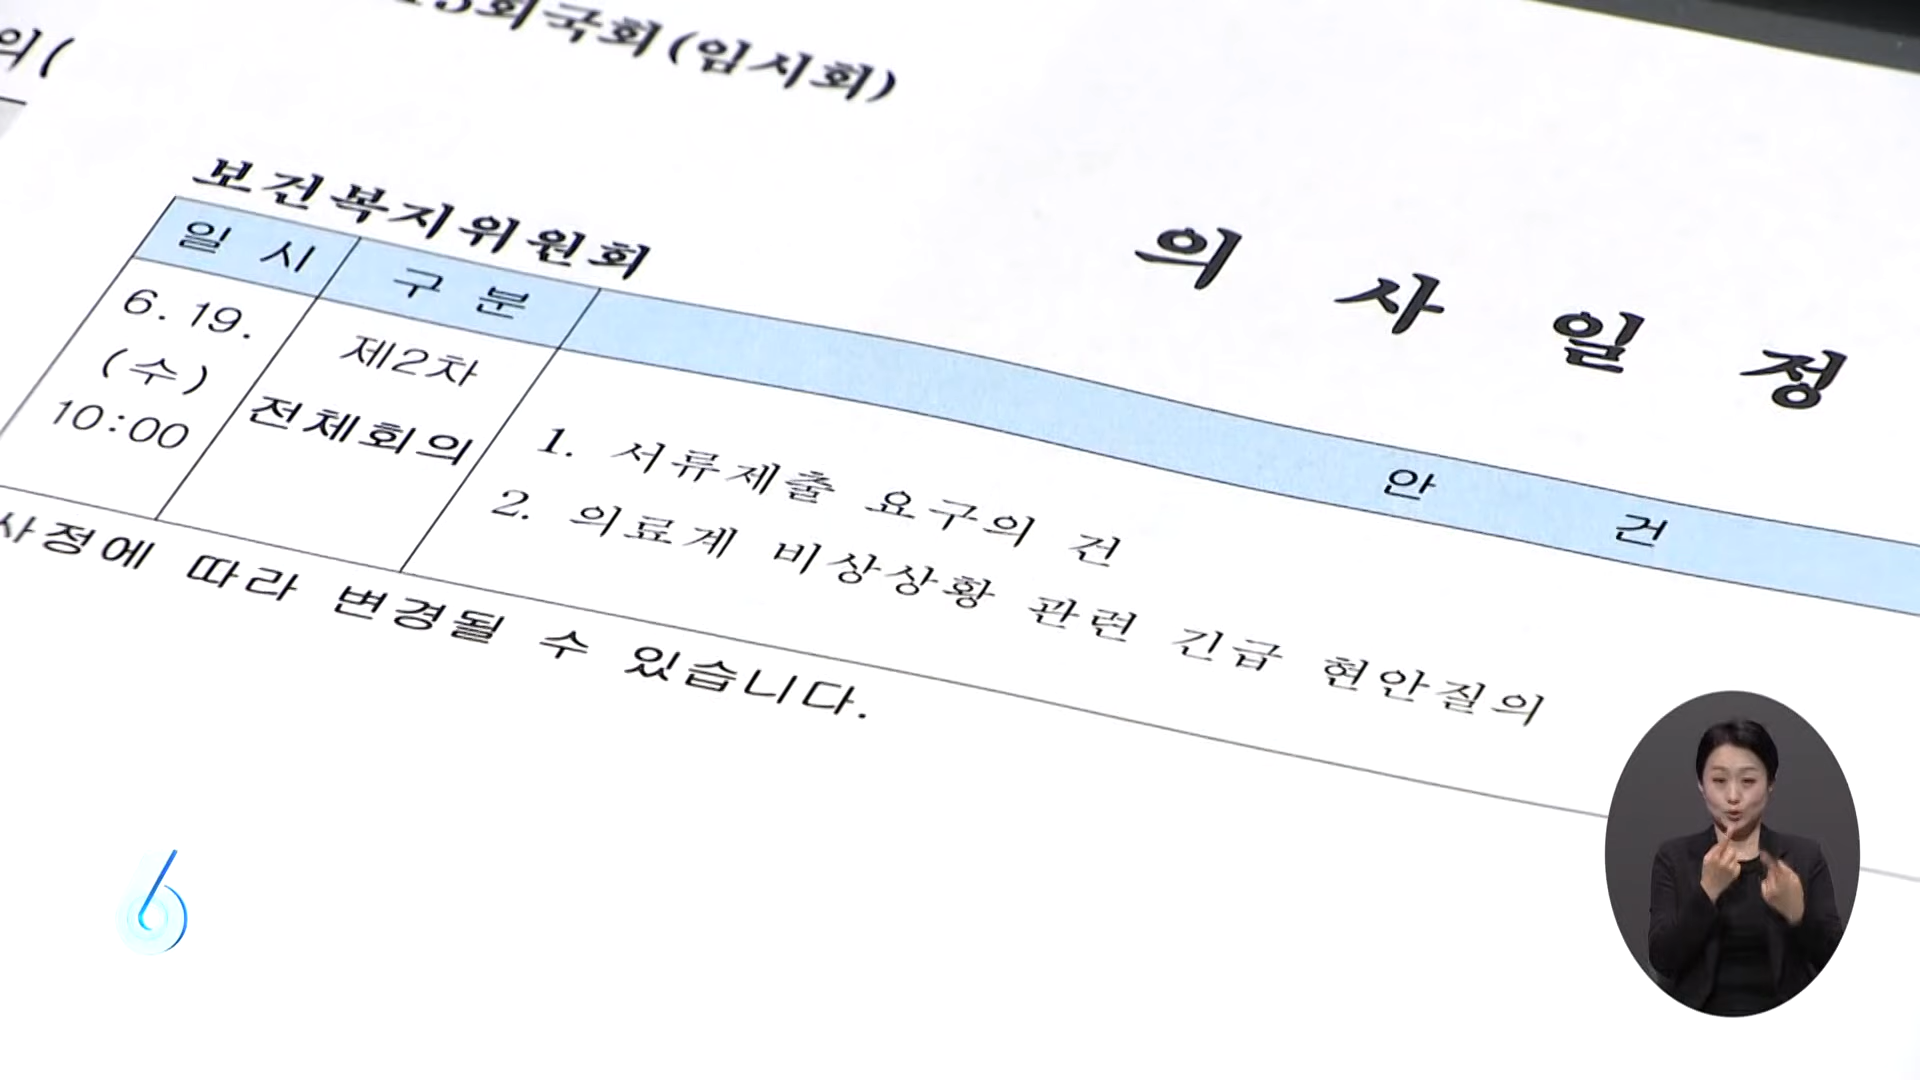 회국회(임시회)
의(
의 사 일 정
보건복지위원회
일 시 구 분 안 건
6. 19.
(수)
10:00
제2차
전체회의
1. 서류제출 요구의 건
2. 의료계 비상상황 관련 긴급 현안질의
사정에 따라 변경될 수 있습니다.
6